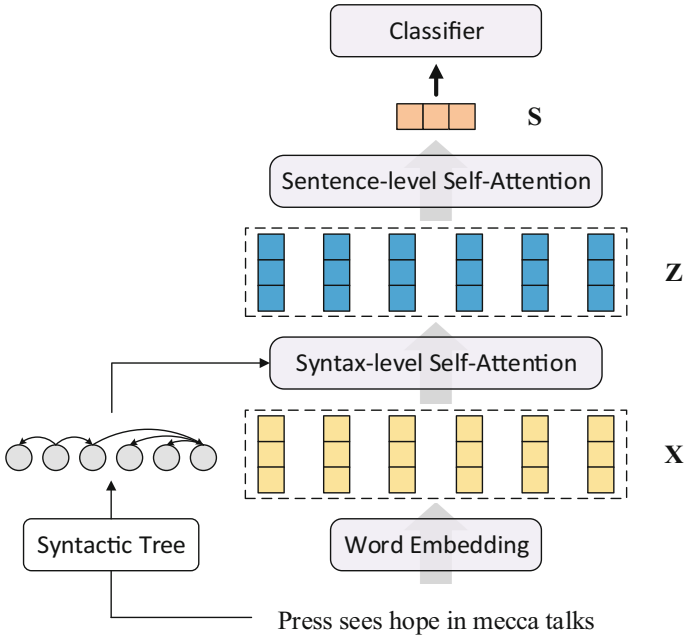 Classifier
S
Sentence-level Self-Attention
Z
Syntax-level Self-Attention
X
Syntactic Tree
Word Embedding
Press sees hope in mecca talks